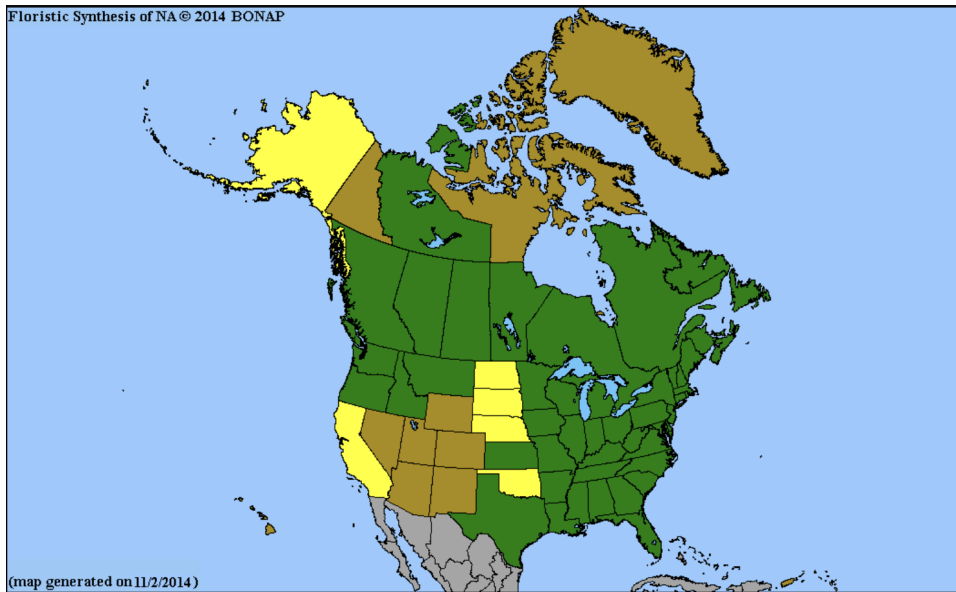 Floristic Synthesis of NA © 2014 BONAP
(map generated on 11/2/2014)